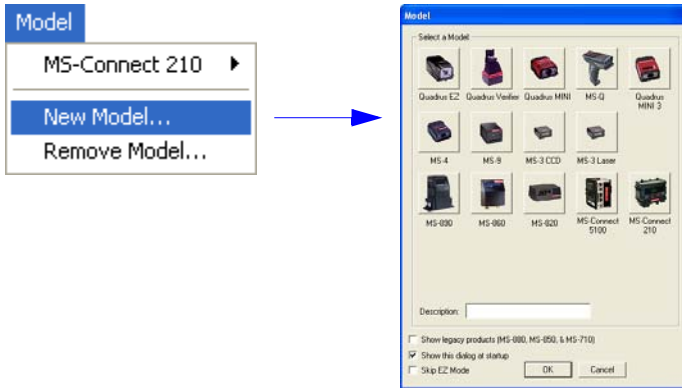 Model
MS-Connect 210
New Model...
Remove Model...
Model
Select a Model
Quadrus EZ Quadrus Verifier Quadrus MINI MS-Q Quadrus MINI 3
MS-4 MS-9 MS-3 CCD MS-3 Laser
MS-890 MS-860 MS-820 MS-Connect 5100 MS-Connect 210
Description:
Show legacy products (MS-880, MS-850, & MS-710)
Show this dialog at startup
Skip EZ Mode
OK Cancel